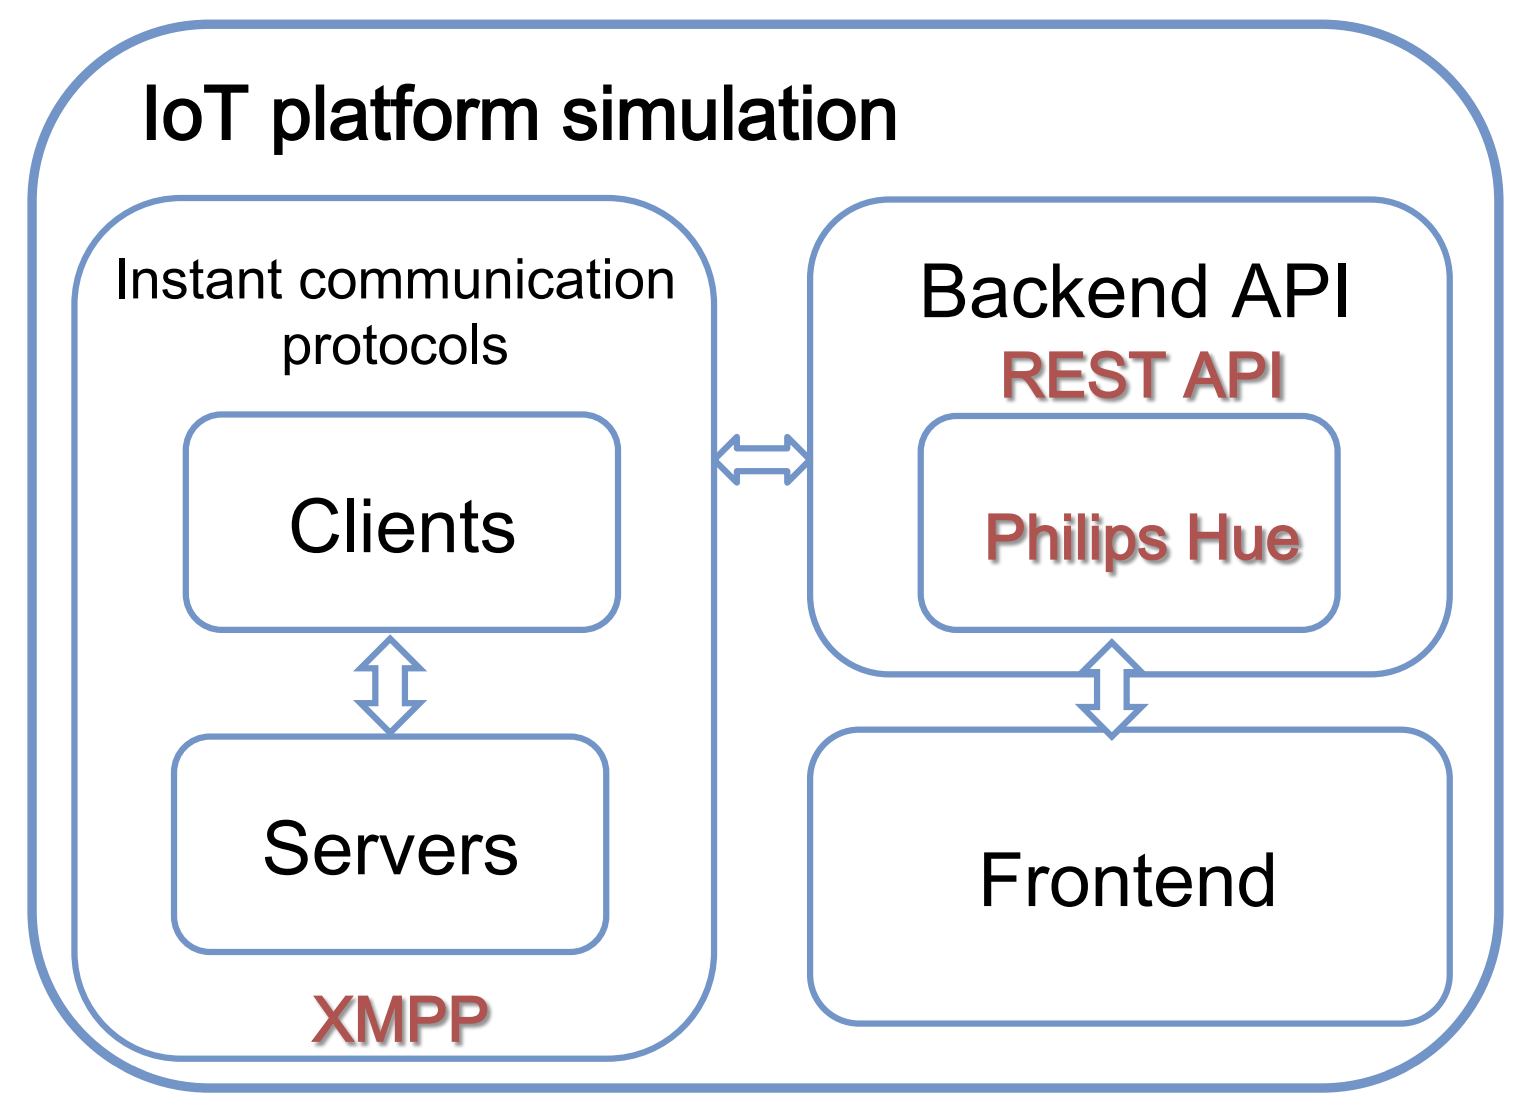 IoT platform simulation
Instant communication
protocols
Clients
Servers
XMPP
Backend API
REST API
Philips Hue
Frontend